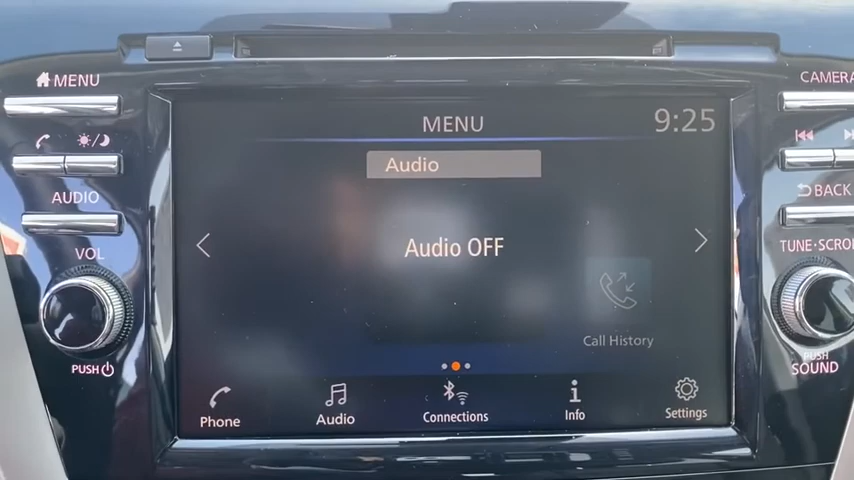 MENU
CAMERA
MENU
9:25
Audio
AUDIO
BACK
VOL
Audio OFF
TUNE·SCROL
Call History
PUSH
PUSH
SOUND
Phone
Audio
Connections
Info
Settings